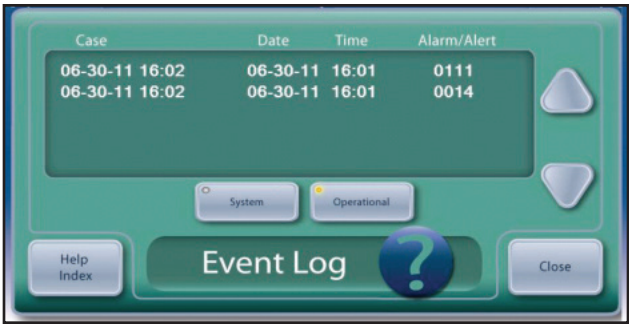 Case Date Time Alarm/Alert
06-30-11 16:02 06-30-11 16:01 0111
06-30-11 16:02 06-30-11 16:01 0014
System Operational
Help
Index
Event Log ?
Close